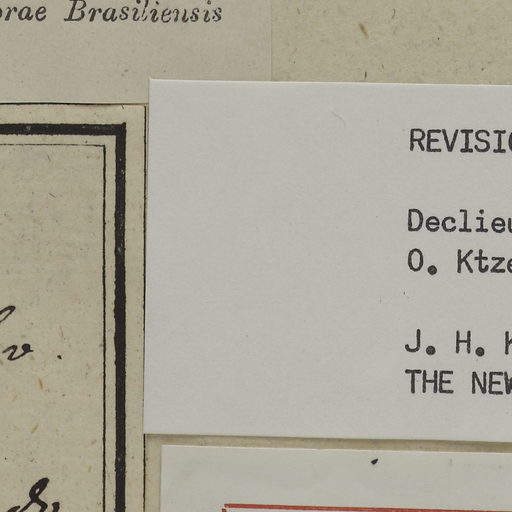 orae Brasiliensis
REVISIO
Declieu
O. Ktze
J. H. K
THE NEW
v.
&